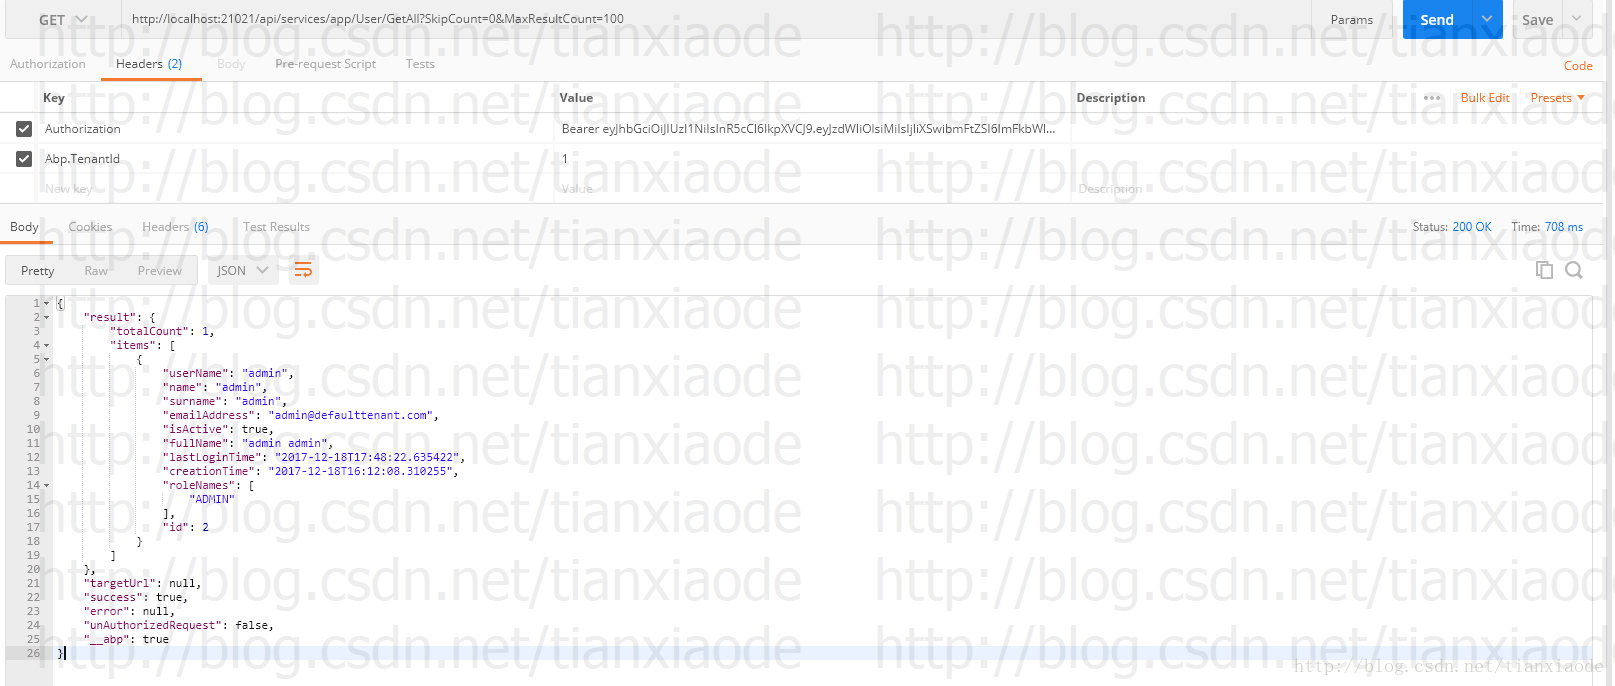 GET http://localhost:21021/api/services/app/User/GetAll?SkipCount=0&MaxResultCount=100 Params Send Save
Authorization Headers (2) Body Pre-request Script Tests Code
Key Value Description ••• Bulk Edit Presets
Authorization Bearer eyJhbGciOiJIUzI1NiIsInR5cCI6IkpXVCJ9.eyJzdWIiOlsiMiIsIjIiXSwibmFtZSI6ImFkbWl...
Abp.TenantId 1
New key Value Description
Body Cookies Headers (6) Test Results Status: 200 OK Time: 708 ms
Pretty Raw Preview JSON
1 {
2 "result": {
3 "totalCount": 1,
4 "items": [
5 {
6 "userName": "admin",
7 "name": "admin",
8 "surname": "admin",
9 "emailAddress": "admin@defaulttenant.com",
10 "isActive": true,
11 "fullName": "admin admin",
12 "lastLoginTime": "2017-12-18T17:48:22.635422",
13 "creationTime": "2017-12-18T16:12:08.310255",
14 "roleNames": [
15 "ADMIN"
16 ],
17 "id": 2
18 }
19 ]
20 },
21 "targetUrl": null,
22 "success": true,
23 "error": null,
24 "unAuthorizedRequest": false,
25 "__abp": true
26 }
http://blog.csdn.net/tianxiaode